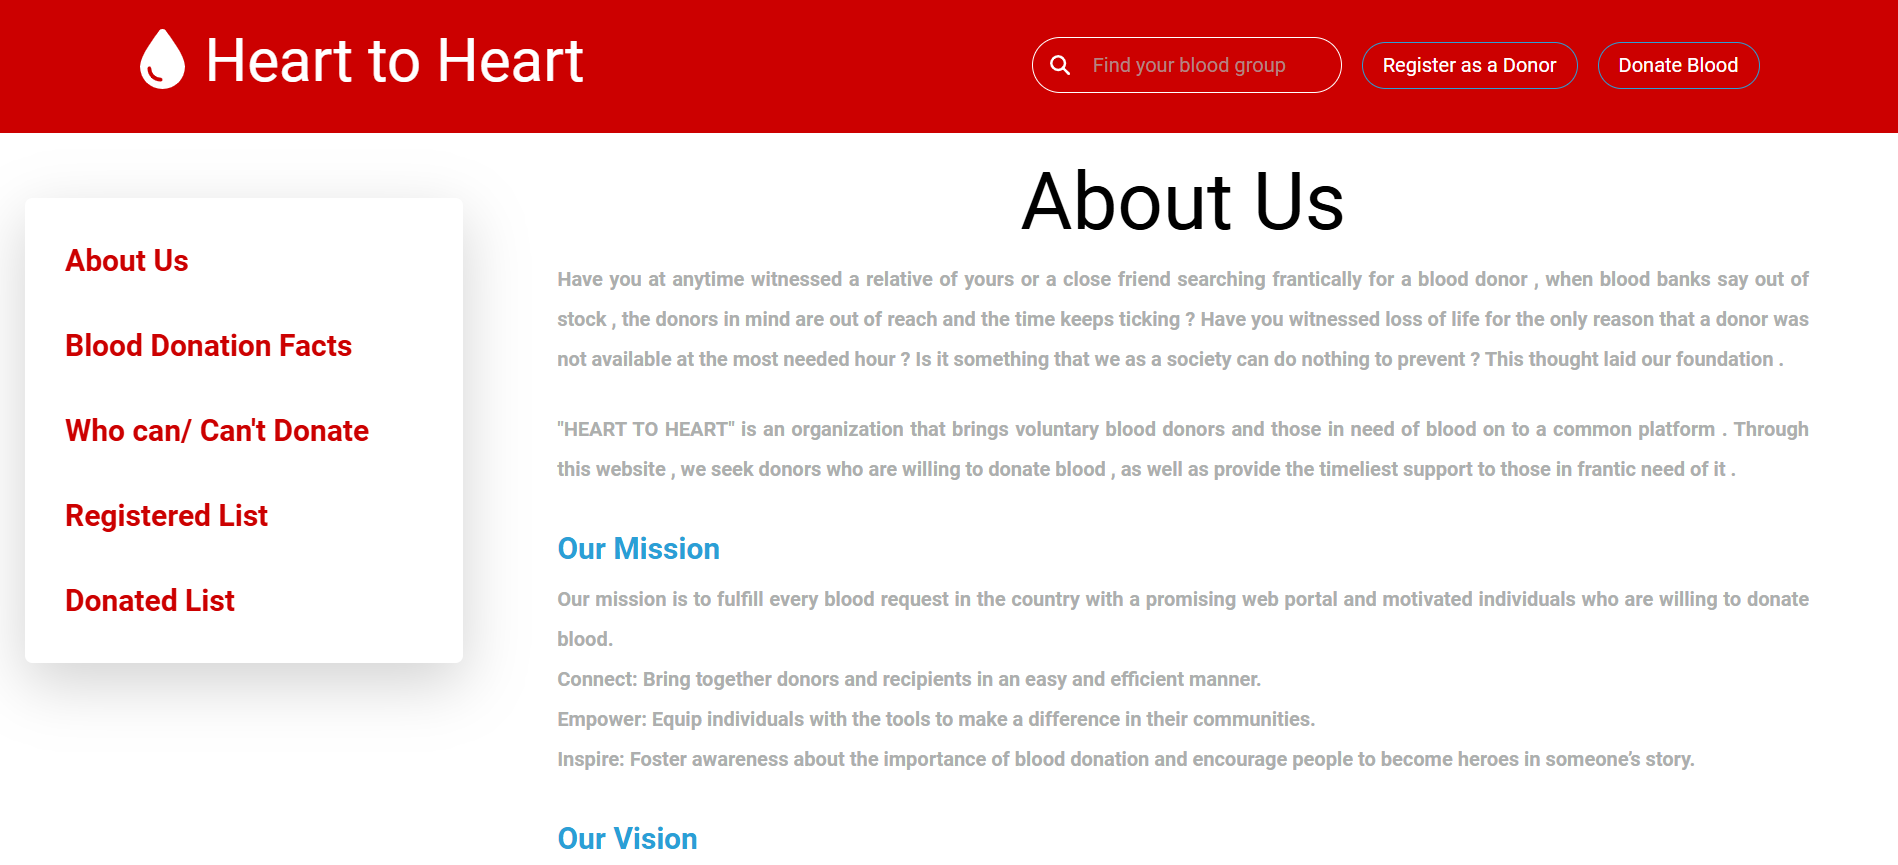 Heart to Heart
Find your blood group
Register as a Donor
Donate Blood
About Us
Blood Donation Facts
Who can/ Can't Donate
Registered List
Donated List
About Us
Have you at anytime witnessed a relative of yours or a close friend searching frantically for a blood donor , when blood banks say out of
stock , the donors in mind are out of reach and the time keeps ticking ? Have you witnessed loss of life for the only reason that a donor was
not available at the most needed hour ? Is it something that we as a society can do nothing to prevent ? This thought laid our foundation .
"HEART TO HEART" is an organization that brings voluntary blood donors and those in need of blood on to a common platform . Through
this website , we seek donors who are willing to donate blood , as well as provide the timeliest support to those in frantic need of it .
Our Mission
Our mission is to fulfill every blood request in the country with a promising web portal and motivated individuals who are willing to donate
blood.
Connect: Bring together donors and recipients in an easy and efficient manner.
Empower: Equip individuals with the tools to make a difference in their communities.
Inspire: Foster awareness about the importance of blood donation and encourage people to become heroes in someone’s story.
Our Vision